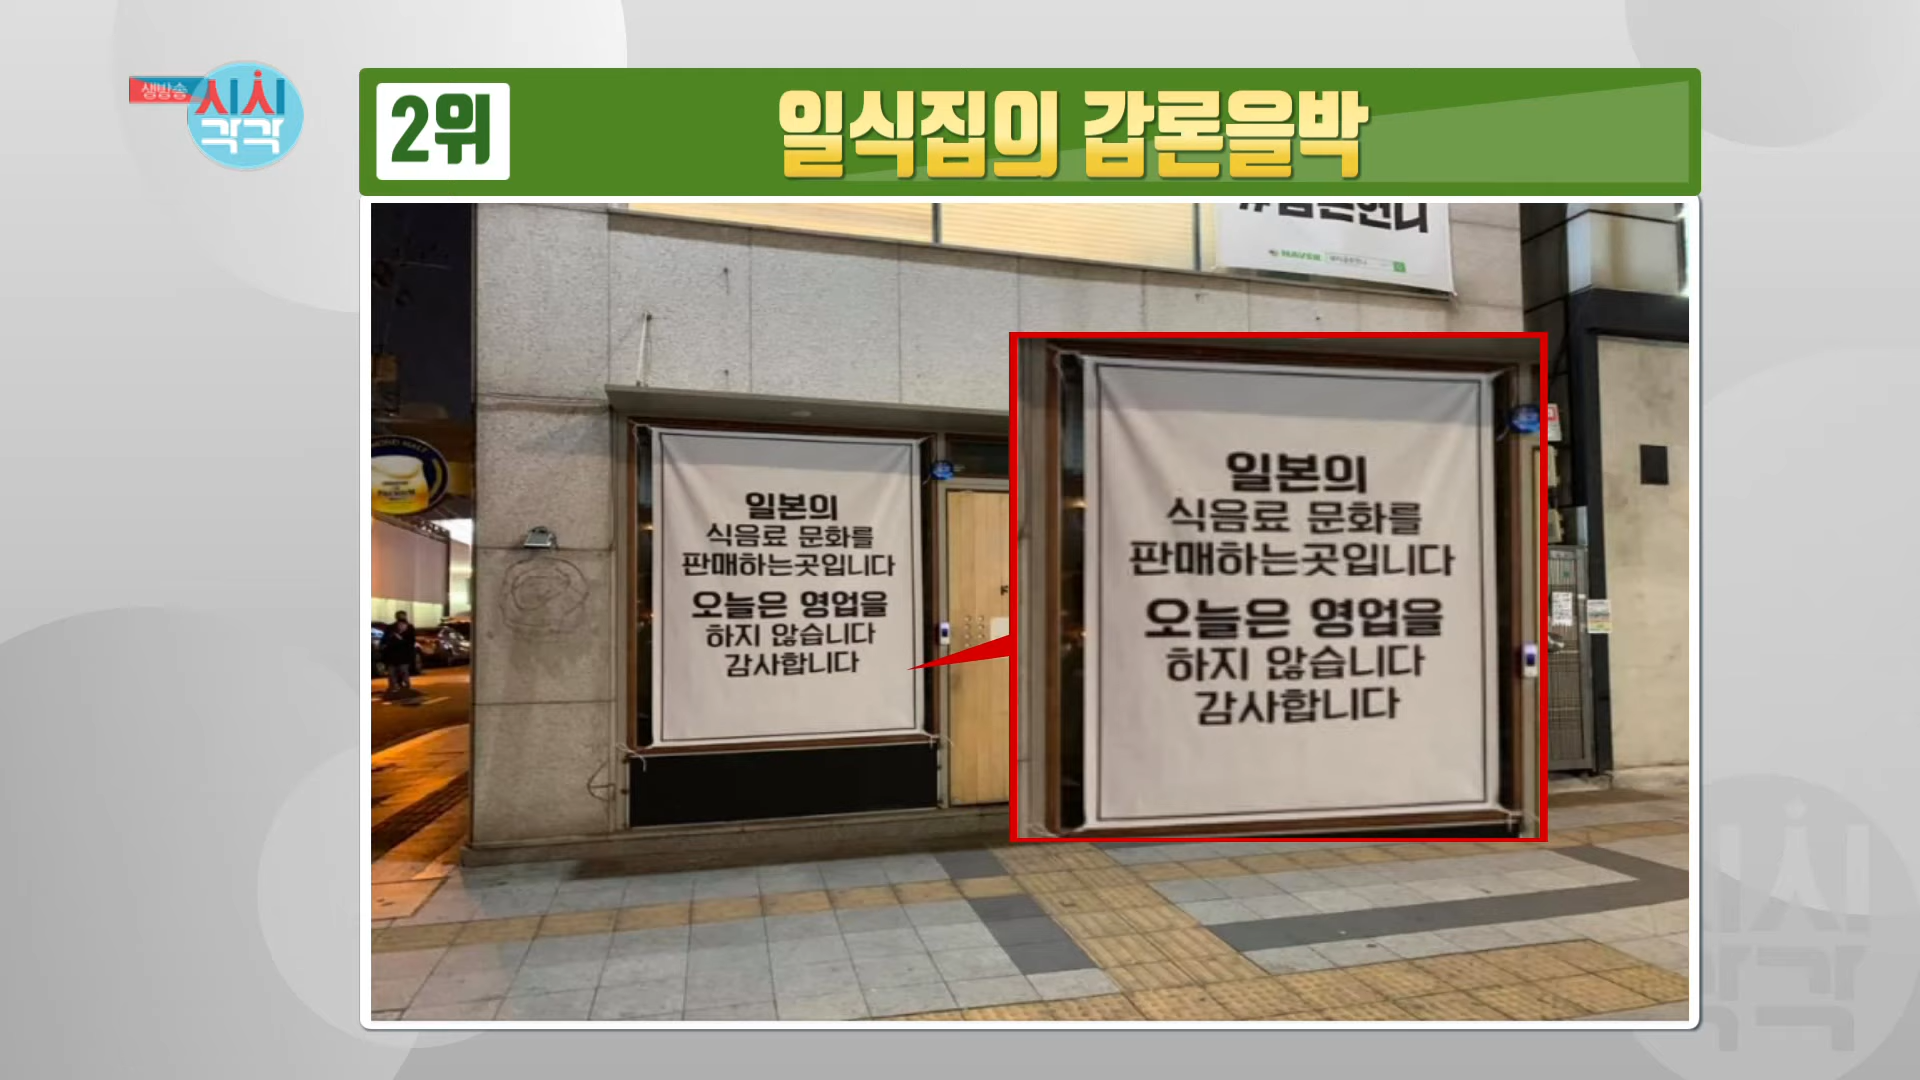 생방송
시시
각각
2위
일식집의 갑론을박
NAVER
일본의
식음료 문화를
판매하는곳입니다
오늘은 영업을
하지 않습니다
감사합니다
일본의
식음료 문화를
판매하는곳입니다
오늘은 영업을
하지 않습니다
감사합니다
시시
각각